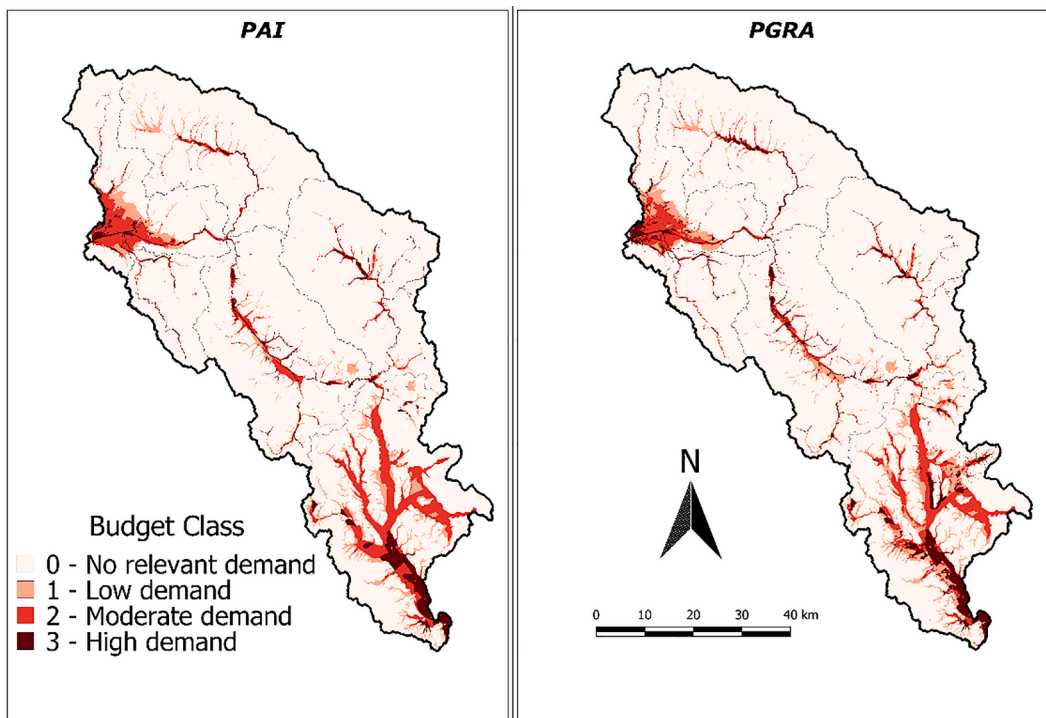 PAI
PGRA
Budget Class
0 - No relevant demand
1 - Low demand
2 - Moderate demand
3 - High demand
N
0 10 20 30 40 km